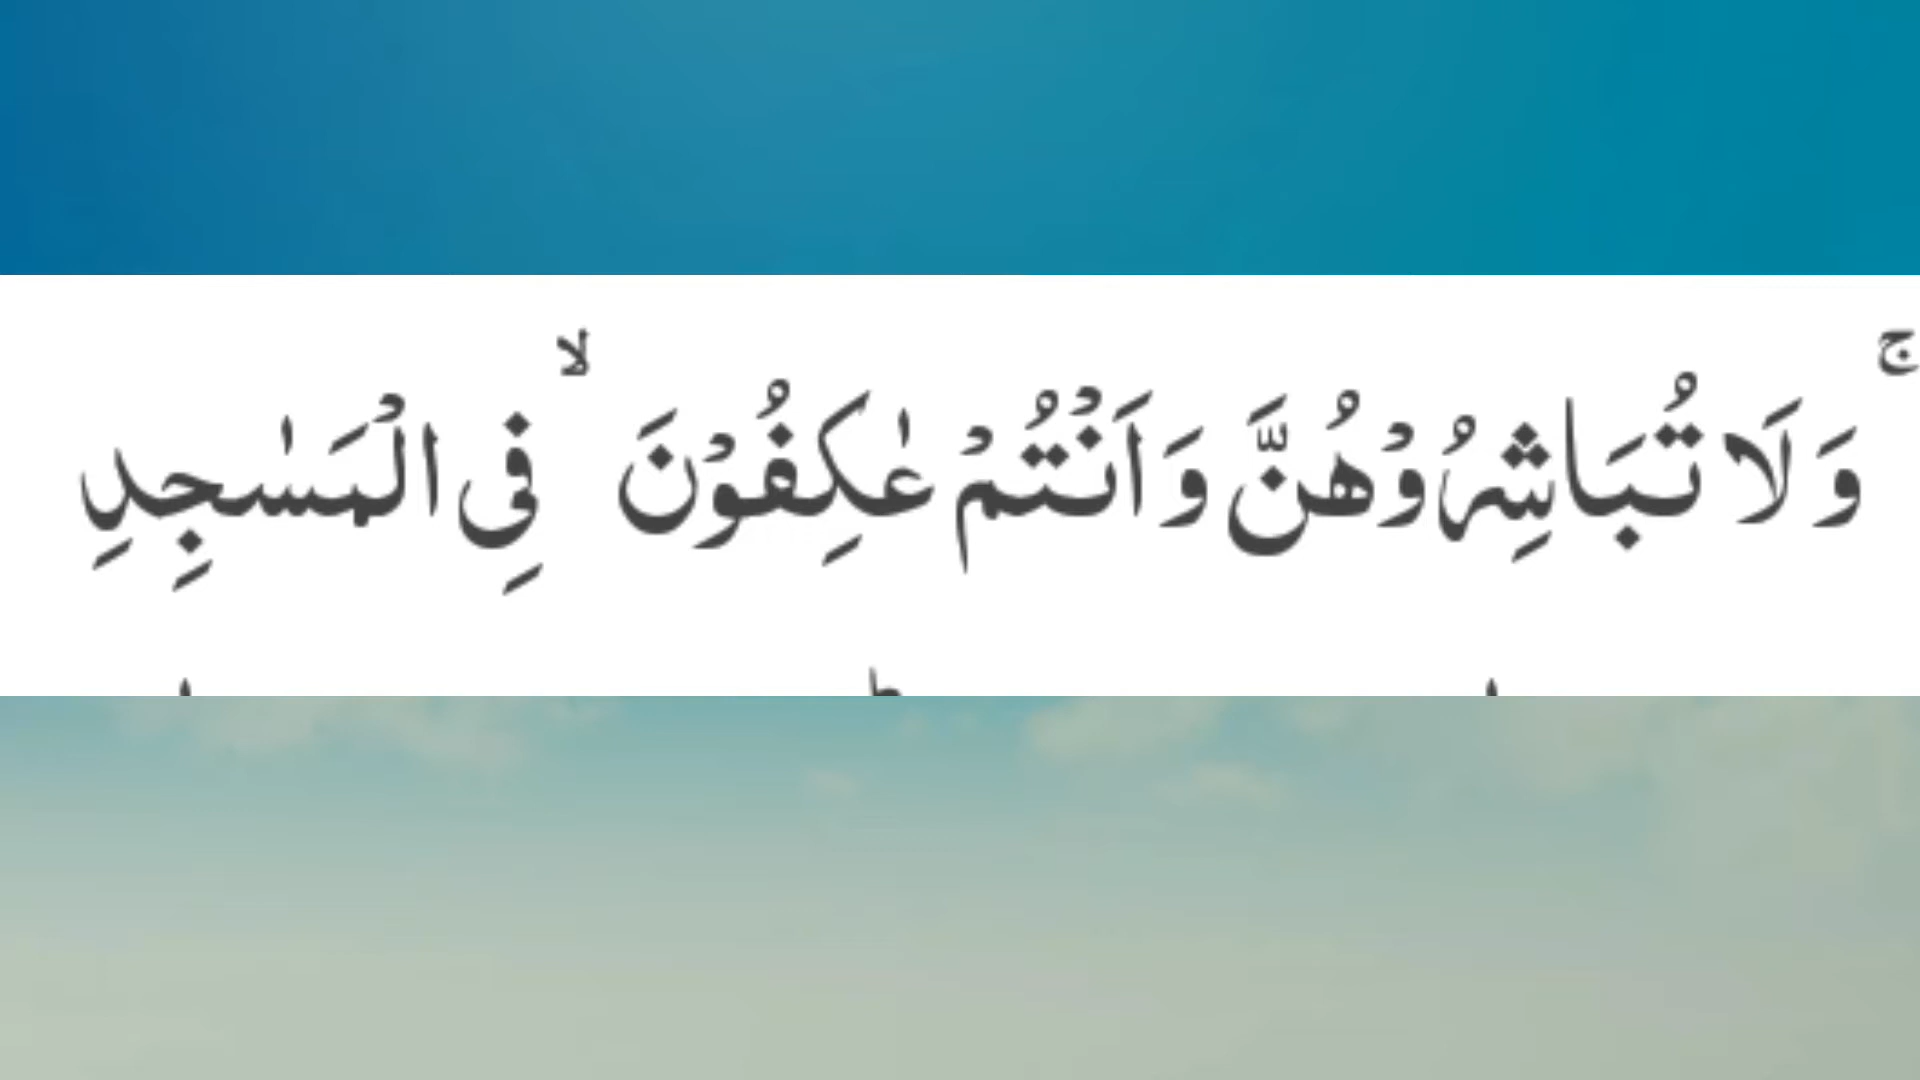 ۚ وَلَا تُبَاشِرُوْهُنَّ وَاَنْتُمْ عٰكِفُوْنَ ۙ فِی الْمَسٰجِدِ